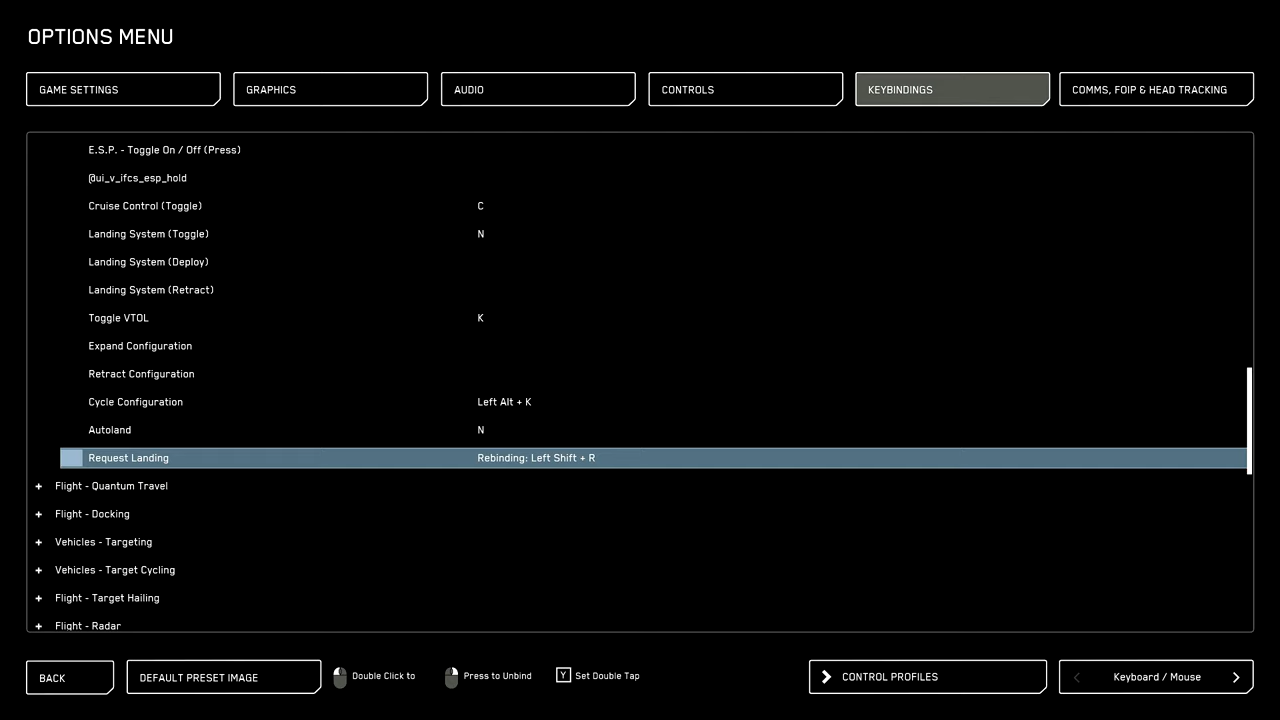 OPTIONS MENU
GAME SETTINGS
GRAPHICS
AUDIO
CONTROLS
KEYBINDINGS
COMMS, FOIP & HEAD TRACKING
E.S.P. - Toggle On / Off (Press)
@ui_v_ifcs_esp_hold
Cruise Control (Toggle) C
Landing System (Toggle) N
Landing System (Deploy)
Landing System (Retract)
Toggle VTOL K
Expand Configuration
Retract Configuration
Cycle Configuration Left Alt + K
Autoland N
Request Landing Rebinding: Left Shift + R
+ Flight - Quantum Travel
+ Flight - Docking
+ Vehicles - Targeting
+ Vehicles - Target Cycling
+ Flight - Target Hailing
+ Flight - Radar
BACK
DEFAULT PRESET IMAGE
Double Click to
Press to Unbind
Y Set Double Tap
CONTROL PROFILES
Keyboard / Mouse